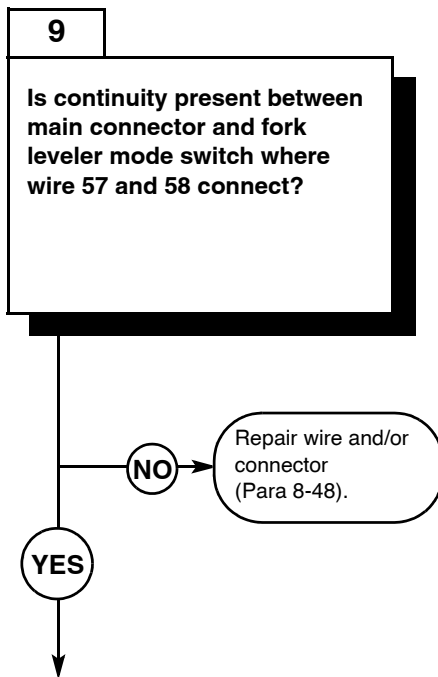 9
Is continuity present between
main connector and fork
leveler mode switch where
wire 57 and 58 connect?
NO
Repair wire and/or
connector
(Para 8-48).
YES